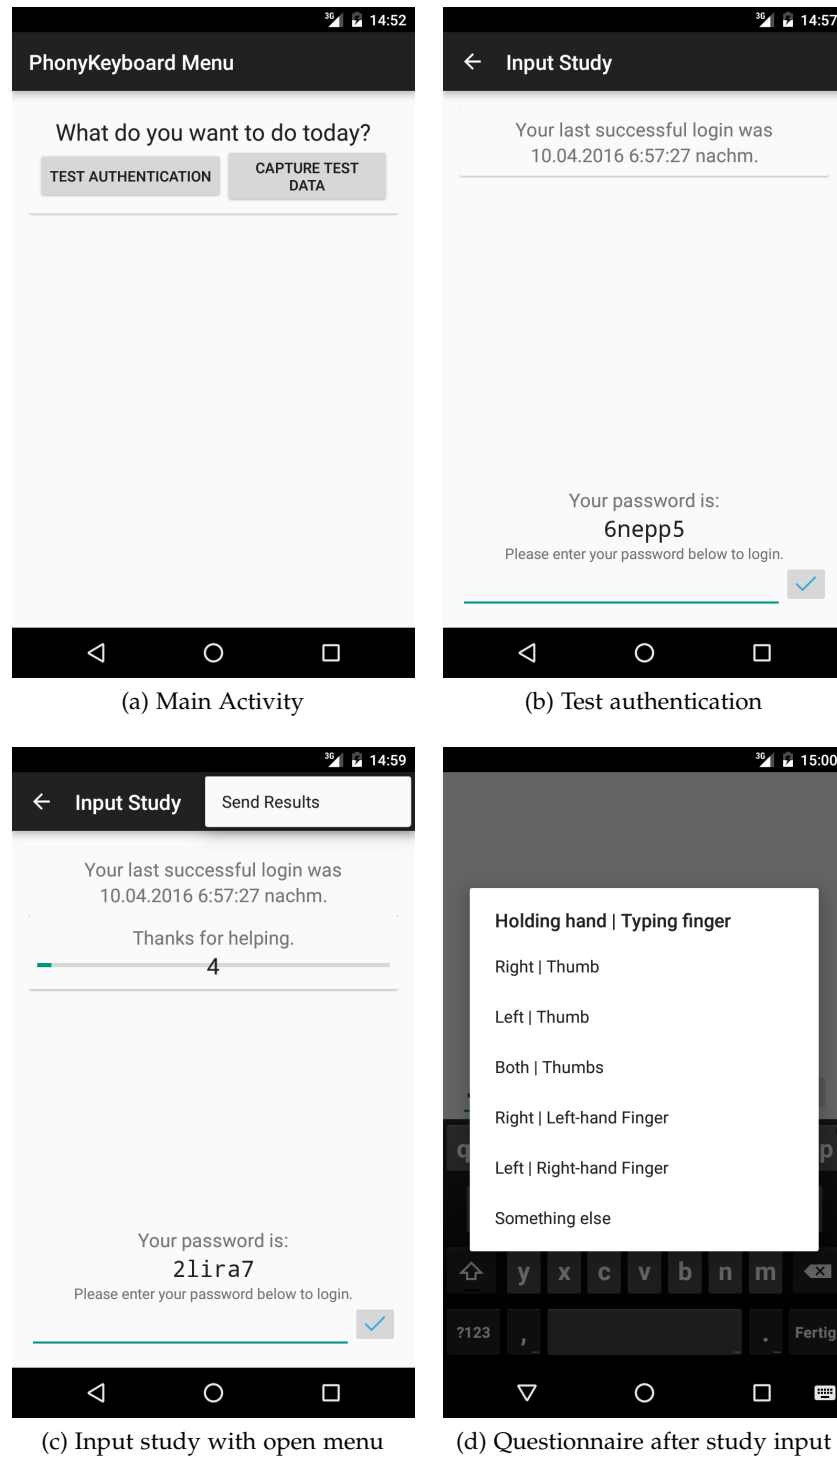 3G 14:52
PhonyKeyboard Menu
What do you want to do today?
TEST AUTHENTICATION
CAPTURE TEST
DATA
(a) Main Activity
3G 14:57
Input Study
Your last successful login was
10.04.2016 6:57:27 nachm.
Your password is:
6nepp5
Please enter your password below to login.
(b) Test authentication
3G 14:59
Input Study
Send Results
Your last successful login was
10.04.2016 6:57:27 nachm.
Thanks for helping.
4
Your password is:
2lira7
Please enter your password below to login.
(c) Input study with open menu
3G 15:00
Holding hand | Typing finger
Right | Thumb
Left | Thumb
Both | Thumbs
Right | Left-hand Finger
Left | Right-hand Finger
Something else
q p
y x c v b n m
?123 , . Fertig
(d) Questionnaire after study input